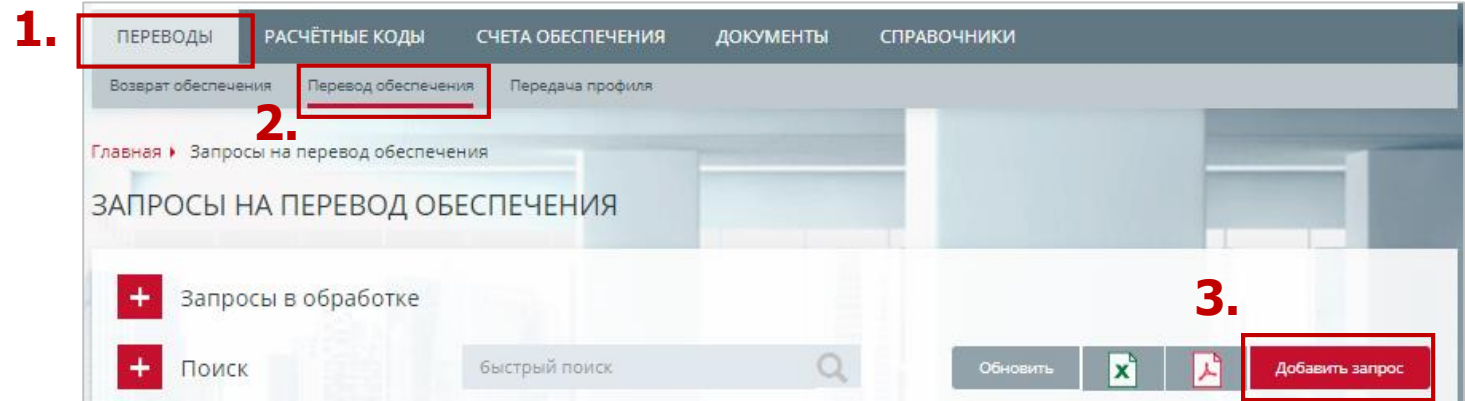 1.
ПЕРЕВОДЫ РАСЧЁТНЫЕ КОДЫ СЧЕТА ОБЕСПЕЧЕНИЯ ДОКУМЕНТЫ СПРАВОЧНИКИ
Возврат обеспечения Перевод обеспечения Передача профиля
2.
Главная Запросы на перевод обеспечения
ЗАПРОСЫ НА ПЕРЕВОД ОБЕСПЕЧЕНИЯ
+ Запросы в обработке
3.
+ Поиск быстрый поиск Обновить X Добавить запрос